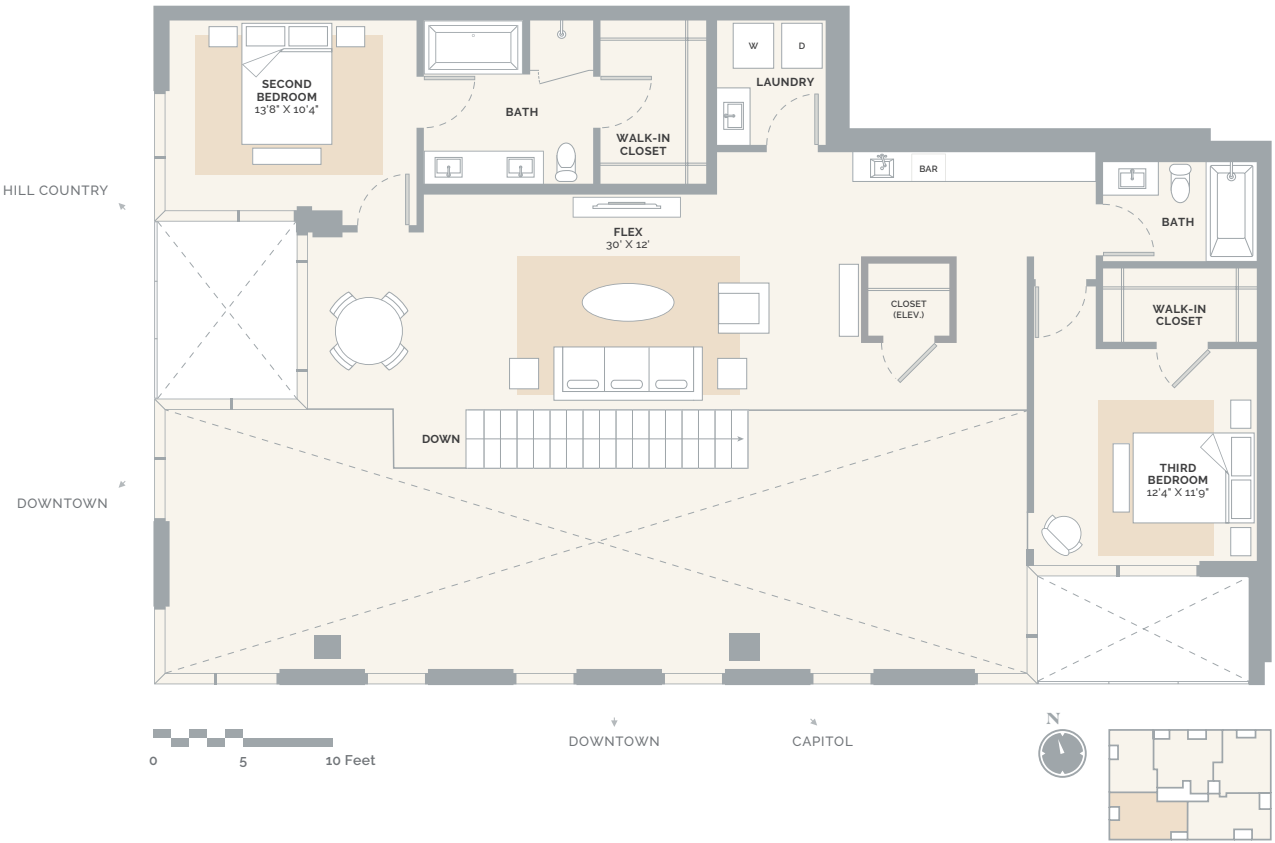 SECOND
BEDROOM
13'8" X 10'4"
BATH
WALK-IN
CLOSET
W
D
LAUNDRY
BAR
BATH
HILL COUNTRY
FLEX
30' X 12'
CLOSET
(ELEV.)
WALK-IN
CLOSET
DOWN
THIRD
BEDROOM
12'4" X 11'9"
DOWNTOWN
0
5
10 Feet
DOWNTOWN
CAPITOL
N